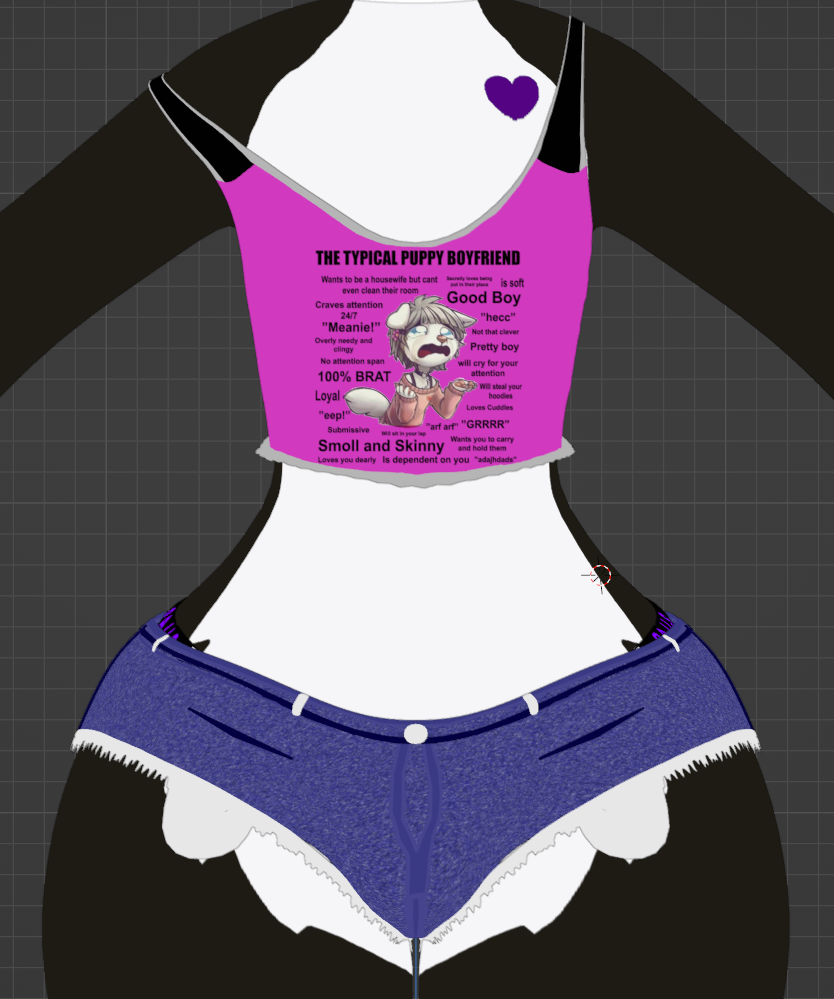 THE TYPICAL PUPPY BOYFRIEND
Wants to be a housewife but cant
even clean their room
Secretly loves being
put in their place
is soft
Good Boy
Craves attention
24/7
"hecc"
"Meanie!"
Not that clever
Overly needy and
clingy
Pretty boy
No attention span
will cry for your
attention
100% BRAT
Will steal your
hoodies
Loyal
Loves Cuddles
"eep!"
"arf arf"
"GRRRR"
Submissive
Will sit in your lap
Smoll and Skinny
Wants you to carry
and hold them
Loves you dearly
Is dependent on you
"adajhdads"